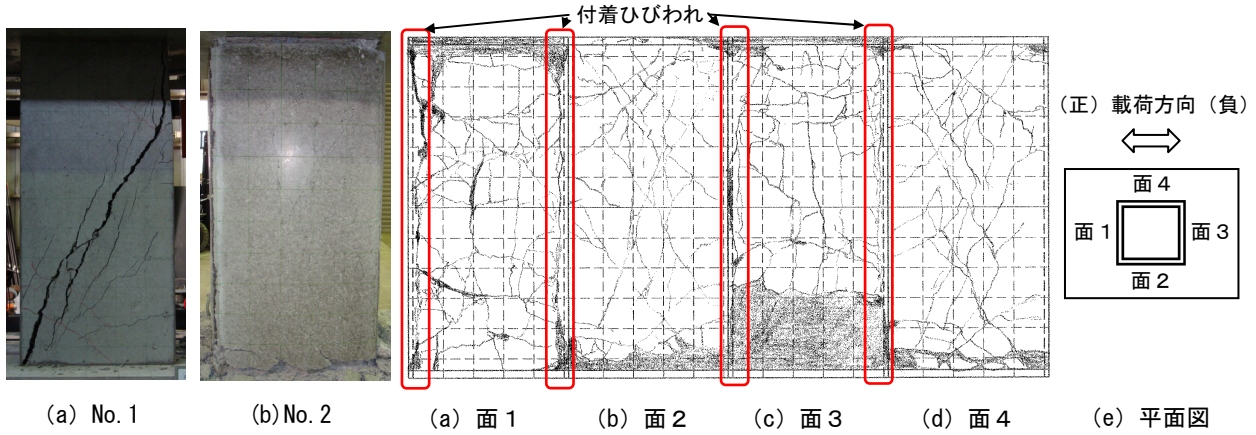 付着ひびわれ
(正)載荷方向(負)
面4
面1
面3
面2
(a) No.1
(b)No.2
(a) 面1
(b) 面2
(c) 面3
(d) 面4
(e) 平面図